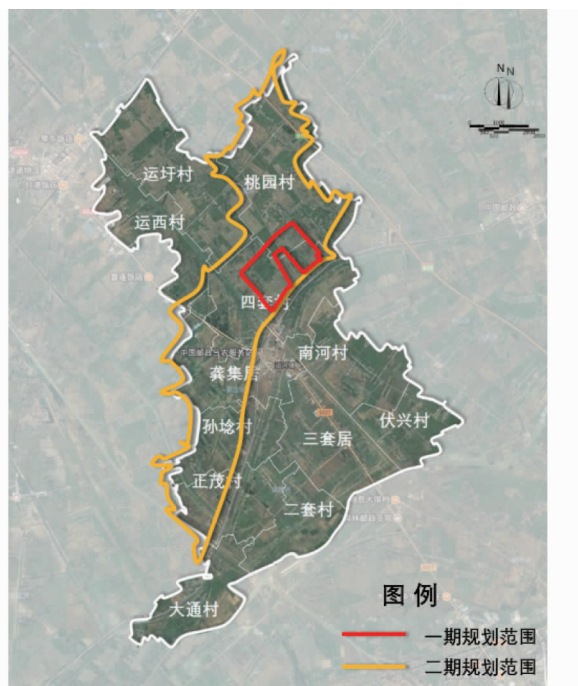 N N
运圩村
桃园村
运西村
四套村
南河村
龚集居
伏兴村
孙埝村
三套居
正茂村
二套村
大通村
图 例
一期规划范围
二期规划范围